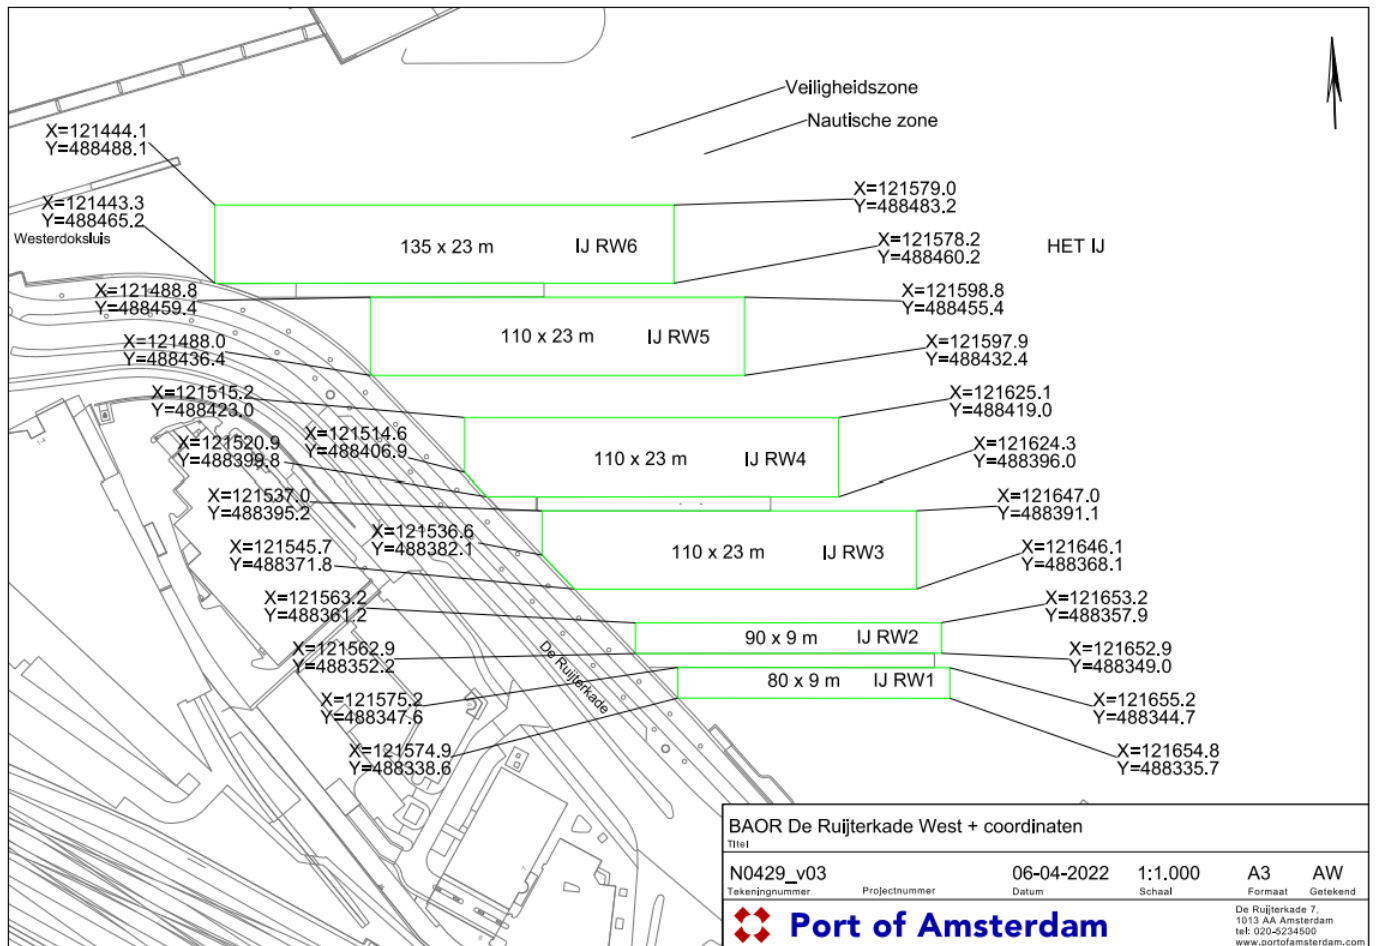 Veiligheidszone
Nautische zone
X=121444.1
Y=488488.1
X=121443.3
Y=488465.2
Westerdoksluis
X=121579.0
Y=488483.2
X=121578.2
Y=488460.2
HET IJ
135 x 23 m IJ RW6
X=121488.8
Y=488459.4
X=121598.8
Y=488455.4
110 x 23 m IJ RW5
X=121488.0
Y=488436.4
X=121597.9
Y=488432.4
X=121515.2
Y=488423.0
X=121625.1
Y=488419.0
X=121514.6
Y=488406.9
X=121520.9
Y=488399.8
110 x 23 m IJ RW4
X=121624.3
Y=488396.0
X=121537.0
Y=488395.2
X=121647.0
Y=488391.1
X=121536.6
Y=488382.1
110 x 23 m IJ RW3
X=121545.7
Y=488371.8
X=121646.1
Y=488368.1
X=121563.2
Y=488361.2
X=121653.2
Y=488357.9
90 x 9 m IJ RW2
X=121562.9
Y=488352.2
X=121652.9
Y=488349.0
De Ruijterkade
80 x 9 m IJ RW1
X=121575.2
Y=488347.6
X=121655.2
Y=488344.7
X=121574.9
Y=488338.6
X=121654.8
Y=488335.7
BAOR De Ruijterkade West + coordinaten
Titel
N0429_v03 06-04-2022 1:1.000 A3 AW
Tekeningnummer Projectnummer Datum Schaal Formaat Getekend
Port of Amsterdam
De Ruijterkade 7,
1013 AA Amsterdam
tel: 020-5234500
www.portofamsterdam.com